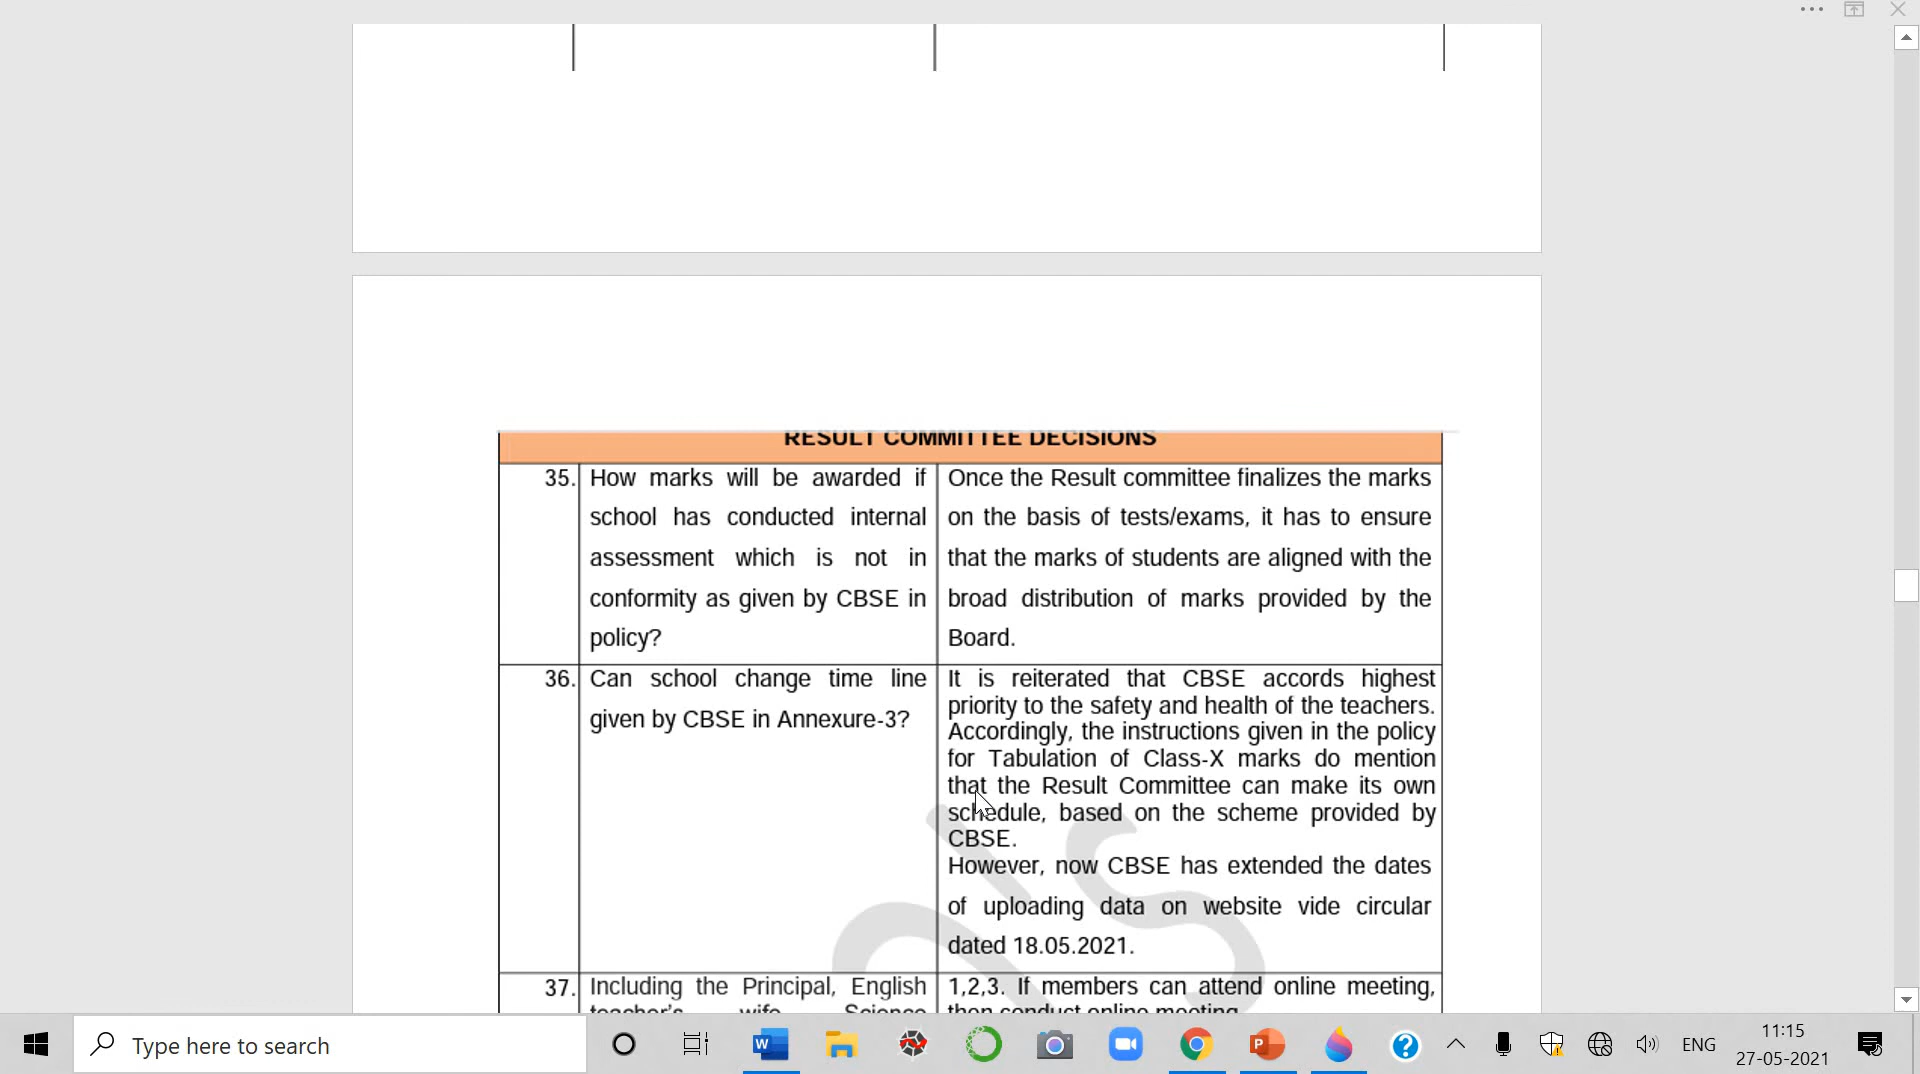 RESULT COMMITTEE DECISIONS
35.
How marks will be awarded if
school has conducted internal
assessment which is not in
conformity as given by CBSE in
policy?
Once the Result committee finalizes the marks
on the basis of tests/exams, it has to ensure
that the marks of students are aligned with the
broad distribution of marks provided by the
Board.
36.
Can school change time line
given by CBSE in Annexure-3?
It is reiterated that CBSE accords highest
priority to the safety and health of the teachers.
Accordingly, the instructions given in the policy
for Tabulation of Class-X marks do mention
that the Result Committee can make its own
schedule, based on the scheme provided by
CBSE.
However, now CBSE has extended the dates
of uploading data on website vide circular
dated 18.05.2021.
37.
Including the Principal, English
teacher's wife, Science
1,2,3. If members can attend online meeting,
then conduct online meeting.
Type here to search
ENG
11:15
27-05-2021